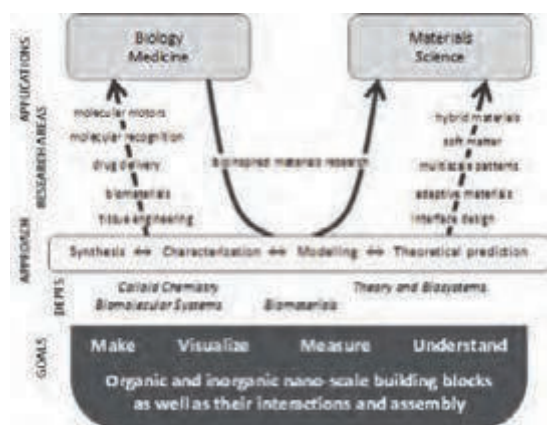 APPLICATIONS
Biology
Medicine
Materials
Science
RESEARCH AREAS
molecular motors
molecular recognition
drug delivery
biomaterials
tissue engineering
bioinspired materials research
hybrid materials
soft matter
multiscale patterns
adaptive materials
interface design
APPROACH
Synthesis ⇔ Characterization ⇔ Modelling ⇔ Theoretical prediction
DEPTS
Colloid Chemistry
Biomolecular Systems
Biomaterials
Theory and Biosystems
GOALS
Make Visualize Measure Understand
Organic and inorganic nano-scale building blocks
as well as their interactions and assembly